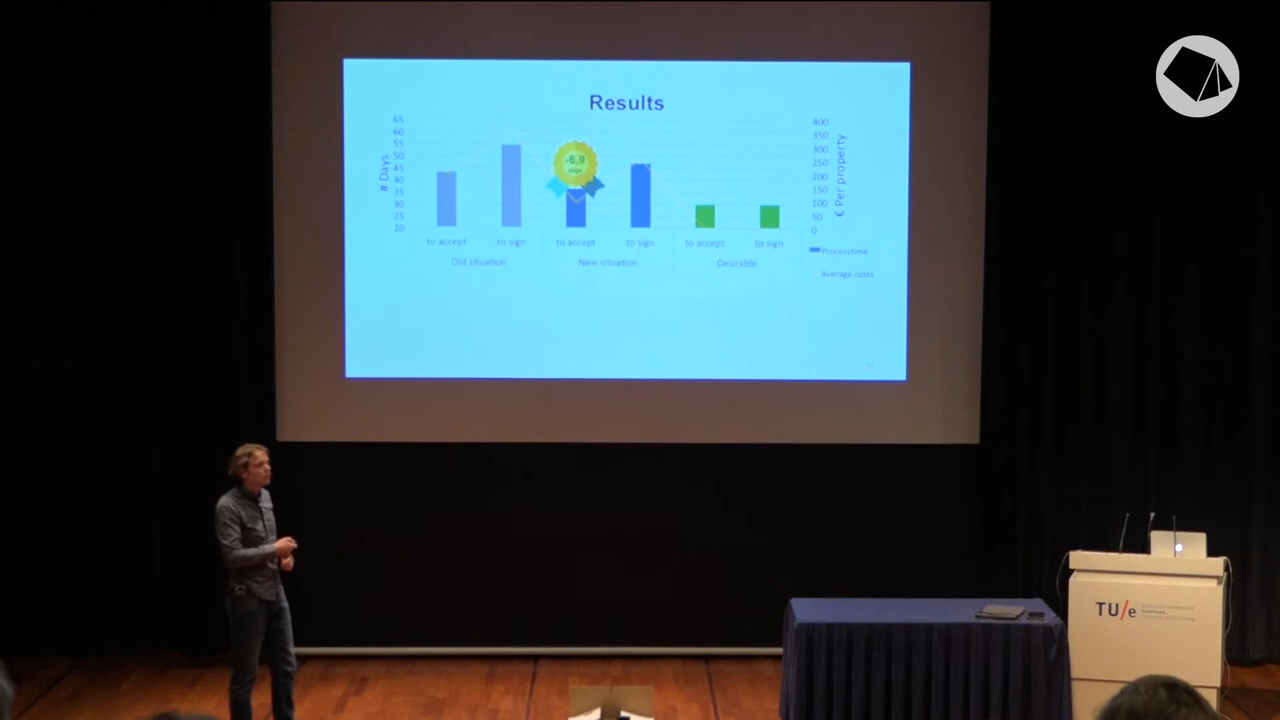 Results
# Days
65
60
55
50
45
40
35
30
25
20
400
350
300
250
200
150
100
50
0
€ Per property
-6,9
days
to accept to sign to accept to sign to accept to sign
Old situation New situation Desirable
Processtime
Average costs
TU/e